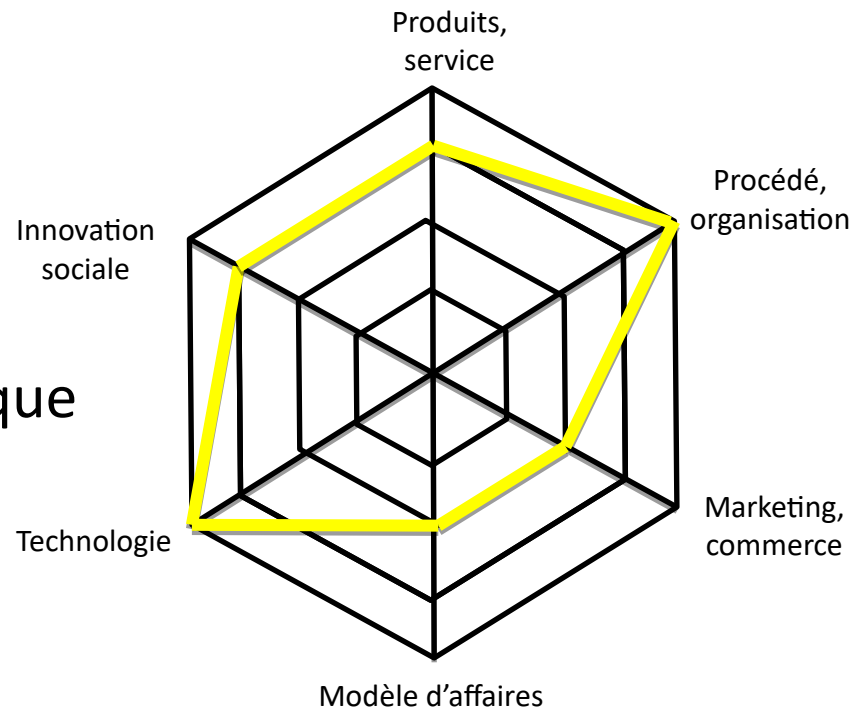 Produits,
service
Procédé,
organisation
Innovation
sociale
que
Technologie
Marketing,
commerce
Modèle d’affaires